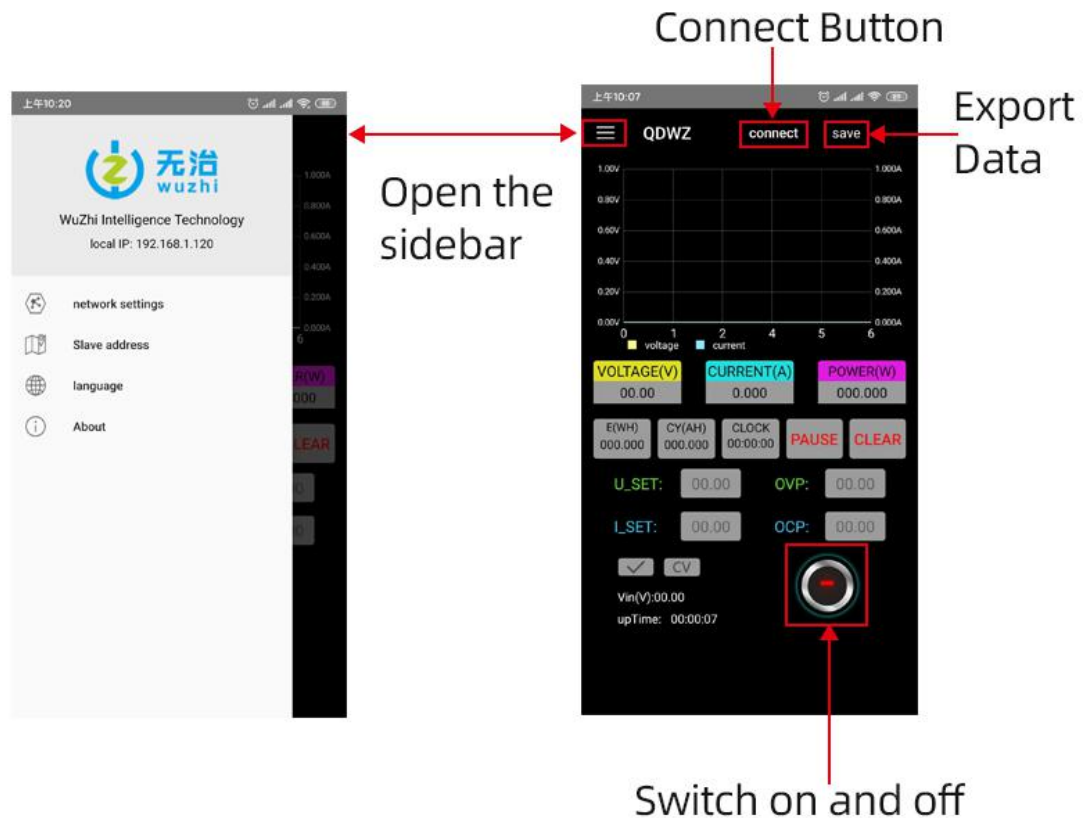 Connect Button
上午10:20
无治
wuzhi
WuZhi Intelligence Technology
local IP: 192.168.1.120
network settings
Slave address
language
About
1.000A
0.800A
0.600A
0.400A
0.200A
0.000A
6
R(W)
000
CLEAR
Open the
sidebar
上午10:07
QDWZ
connect
save
Export
Data
1.00V 1.000A
0.80V 0.800A
0.60V 0.600A
0.40V 0.400A
0.20V 0.200A
0.00V 0.000A
0 1 2 4 5 6
voltage current
VOLTAGE(V) CURRENT(A) POWER(W)
00.00 0.000 000.000
E(WH) CY(AH) CLOCK
000.000 000.000 00:00:00 PAUSE CLEAR
U_SET: 00.00 OVP: 00.00
I_SET: 00.00 OCP: 00.00
CV
Vin(V):00.00
upTime: 00:00:07
Switch on and off